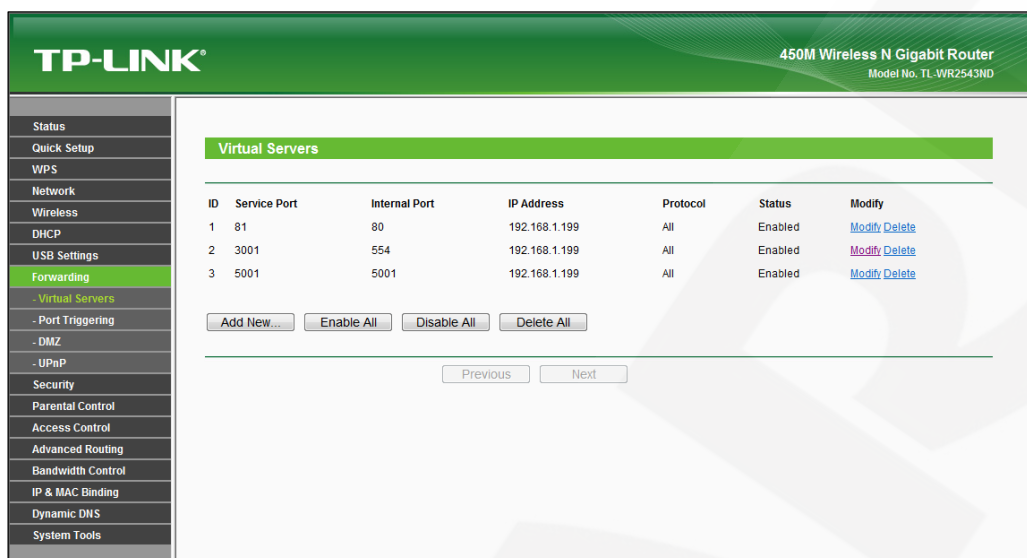 TP-LINK®
450M Wireless N Gigabit Router
Model No. TL-WR2543ND
Status
Quick Setup
WPS
Network
Wireless
DHCP
USB Settings
Forwarding
- Virtual Servers
- Port Triggering
- DMZ
- UPnP
Security
Parental Control
Access Control
Advanced Routing
Bandwidth Control
IP & MAC Binding
Dynamic DNS
System Tools
Virtual Servers
ID Service Port Internal Port IP Address Protocol Status Modify
1 81 80 192.168.1.199 All Enabled Modify Delete
2 3001 554 192.168.1.199 All Enabled Modify Delete
3 5001 5001 192.168.1.199 All Enabled Modify Delete
Add New... Enable All Disable All Delete All
Previous Next